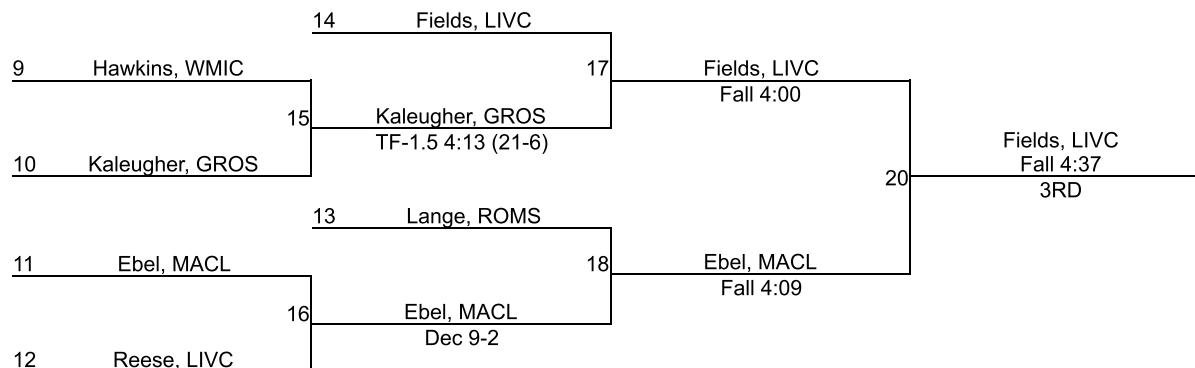 14 Fields, LIVC
9 Hawkins, WMIC
17 Fields, LIVC
Fall 4:00
15 Kaleugher, GROS
TF-1.5 4:13 (21-6)
Fields, LIVC
10 Kaleugher, GROS
Fall 4:37
20
3RD
13 Lange, ROMS
11 Ebel, MACL
18 Ebel, MACL
Fall 4:09
16 Ebel, MACL
Dec 9-2
12 Reese, LIVC